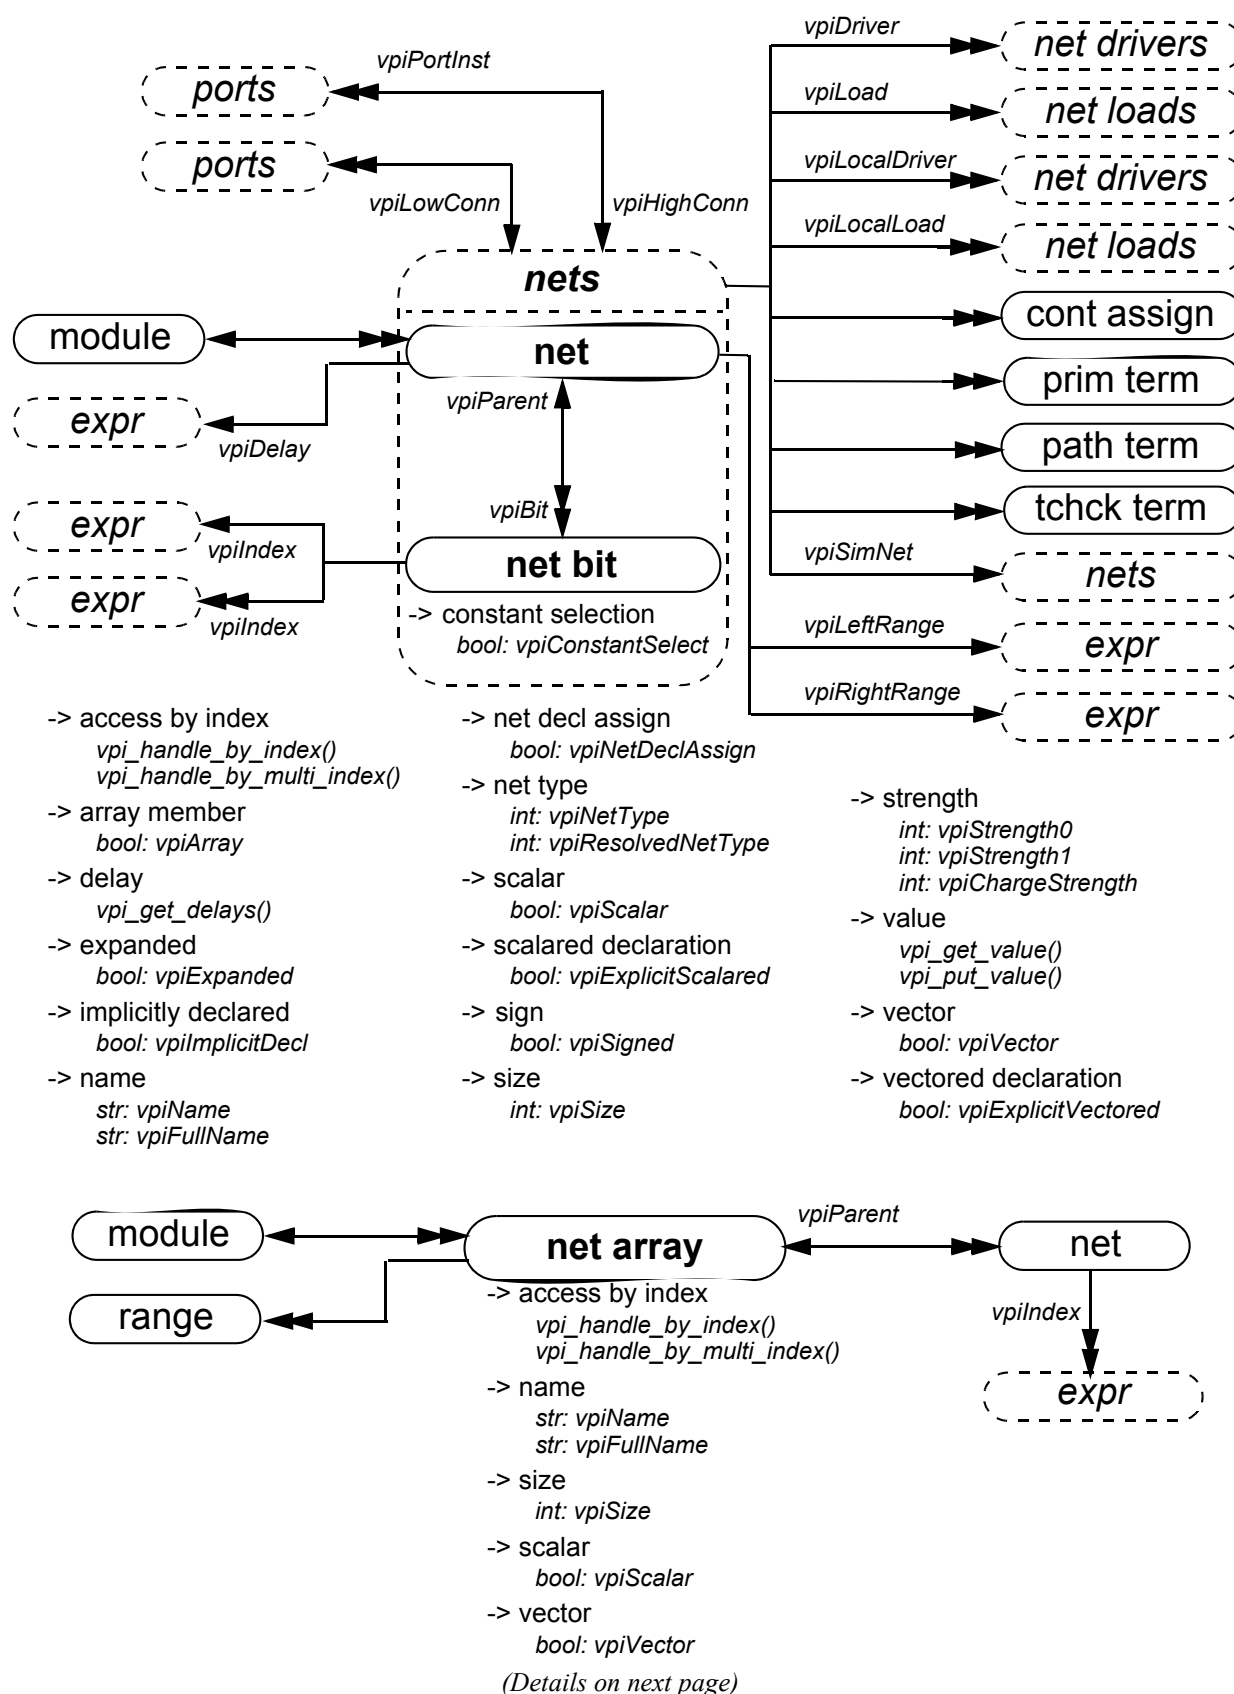 vpiDriver
net drivers
vpiPortInst
ports
vpiLoad
net loads
ports
vpiLocalDriver
net drivers
vpiLowConn
vpiHighConn
vpiLocalLoad
net loads
nets
module
cont assign
net
prim term
vpiParent
expr
vpiDelay
path term
vpiBit
tchck term
expr
vpiIndex
vpiSimNet
net bit
nets
expr
vpiIndex
-> constant selection
bool: vpiConstantSelect
vpiLeftRange
expr
vpiRightRange
expr
-> access by index
vpi_handle_by_index()
vpi_handle_by_multi_index()
-> array member
bool: vpiArray
-> delay
vpi_get_delays()
-> expanded
bool: vpiExpanded
-> implicitly declared
bool: vpiImplicitDecl
-> name
str: vpiName
str: vpiFullName
-> net decl assign
bool: vpiNetDeclAssign
-> net type
int: vpiNetType
int: vpiResolvedNetType
-> scalar
bool: vpiScalar
-> scalared declaration
bool: vpiExplicitScalared
-> sign
bool: vpiSigned
-> size
int: vpiSize
-> strength
int: vpiStrength0
int: vpiStrength1
int: vpiChargeStrength
-> value
vpi_get_value()
vpi_put_value()
-> vector
bool: vpiVector
-> vectored declaration
bool: vpiExplicitVectored
module
net array
vpiParent
net
range
vpiIndex
expr
-> access by index
vpi_handle_by_index()
vpi_handle_by_multi_index()
-> name
str: vpiName
str: vpiFullName
-> size
int: vpiSize
-> scalar
bool: vpiScalar
-> vector
bool: vpiVector
(Details on next page)